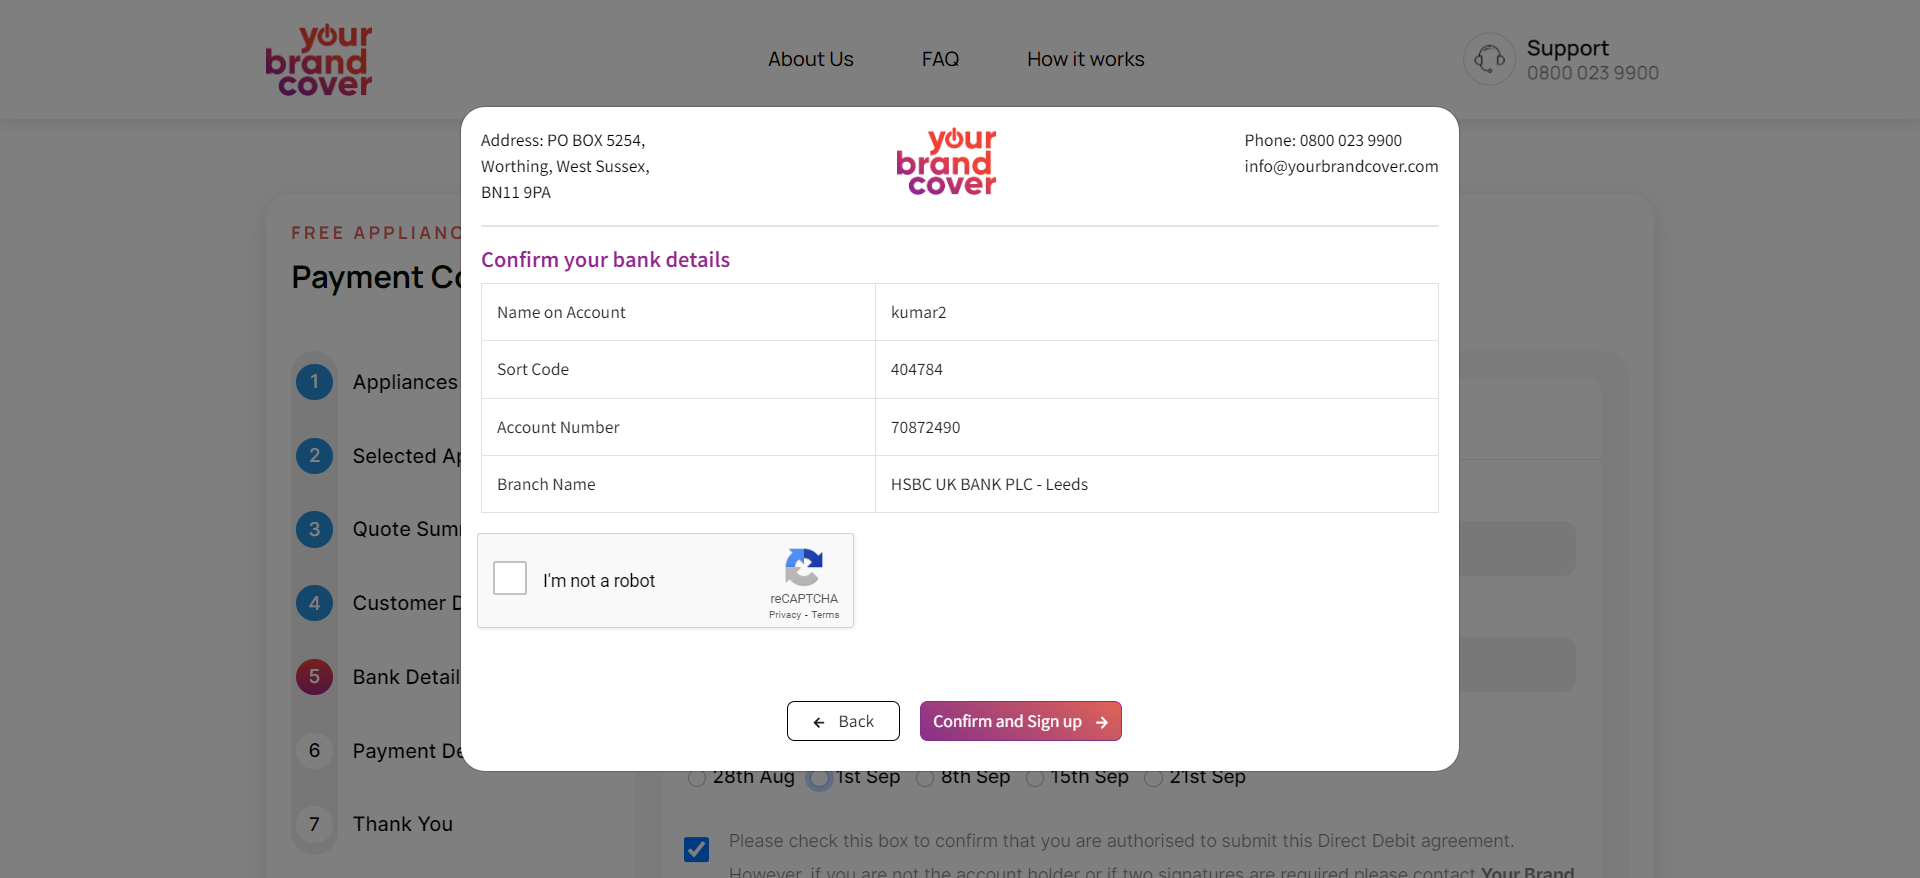 your
brand
cover
About Us
FAQ
How it works
Support
0800 023 9900
Address: PO BOX 5254,
Worthing, West Sussex,
BN11 9PA
your
brand
cover
Phone: 0800 023 9900
info@yourbrandcover.com
Confirm your bank details
Name on Account kumar2
Sort Code 404784
Account Number 70872490
Branch Name HSBC UK BANK PLC - Leeds
I'm not a robot
reCAPTCHA
Privacy - Terms
← Back
Confirm and Sign up →
FREE APPLIANC
Payment Co
1 Appliances
2 Selected Ap
3 Quote Sum
4 Customer D
5 Bank Detail
6 Payment De
7 Thank You
28th Aug 1st Sep 8th Sep 15th Sep 21st Sep
Please check this box to confirm that you are authorised to submit this Direct Debit agreement.
However, if you are not the account holder or if two signatures are required please contact Your Brand